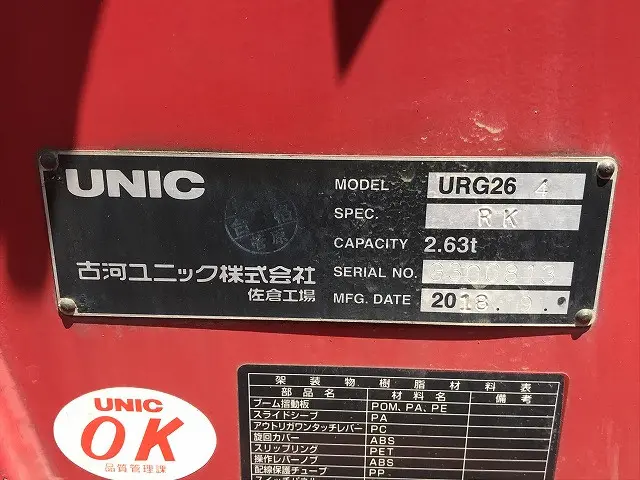 UNIC
MODEL URG26 4
SPEC. RK
CAPACITY 2.63t
古河ユニック株式会社
佐倉工場
SERIAL NO.
MFG. DATE 2018. 9.
架装物樹脂材料表
部品名 材料名 備考
ブーム摺動板 POM, PA, PE
スライドシーブ PA
アウトリガワンタッチレバー PC
旋回カバー ABS
スリップリング PET
操作レバーノブ ABS
配線保護チューブ PP
UNIC
OK
品質管理課